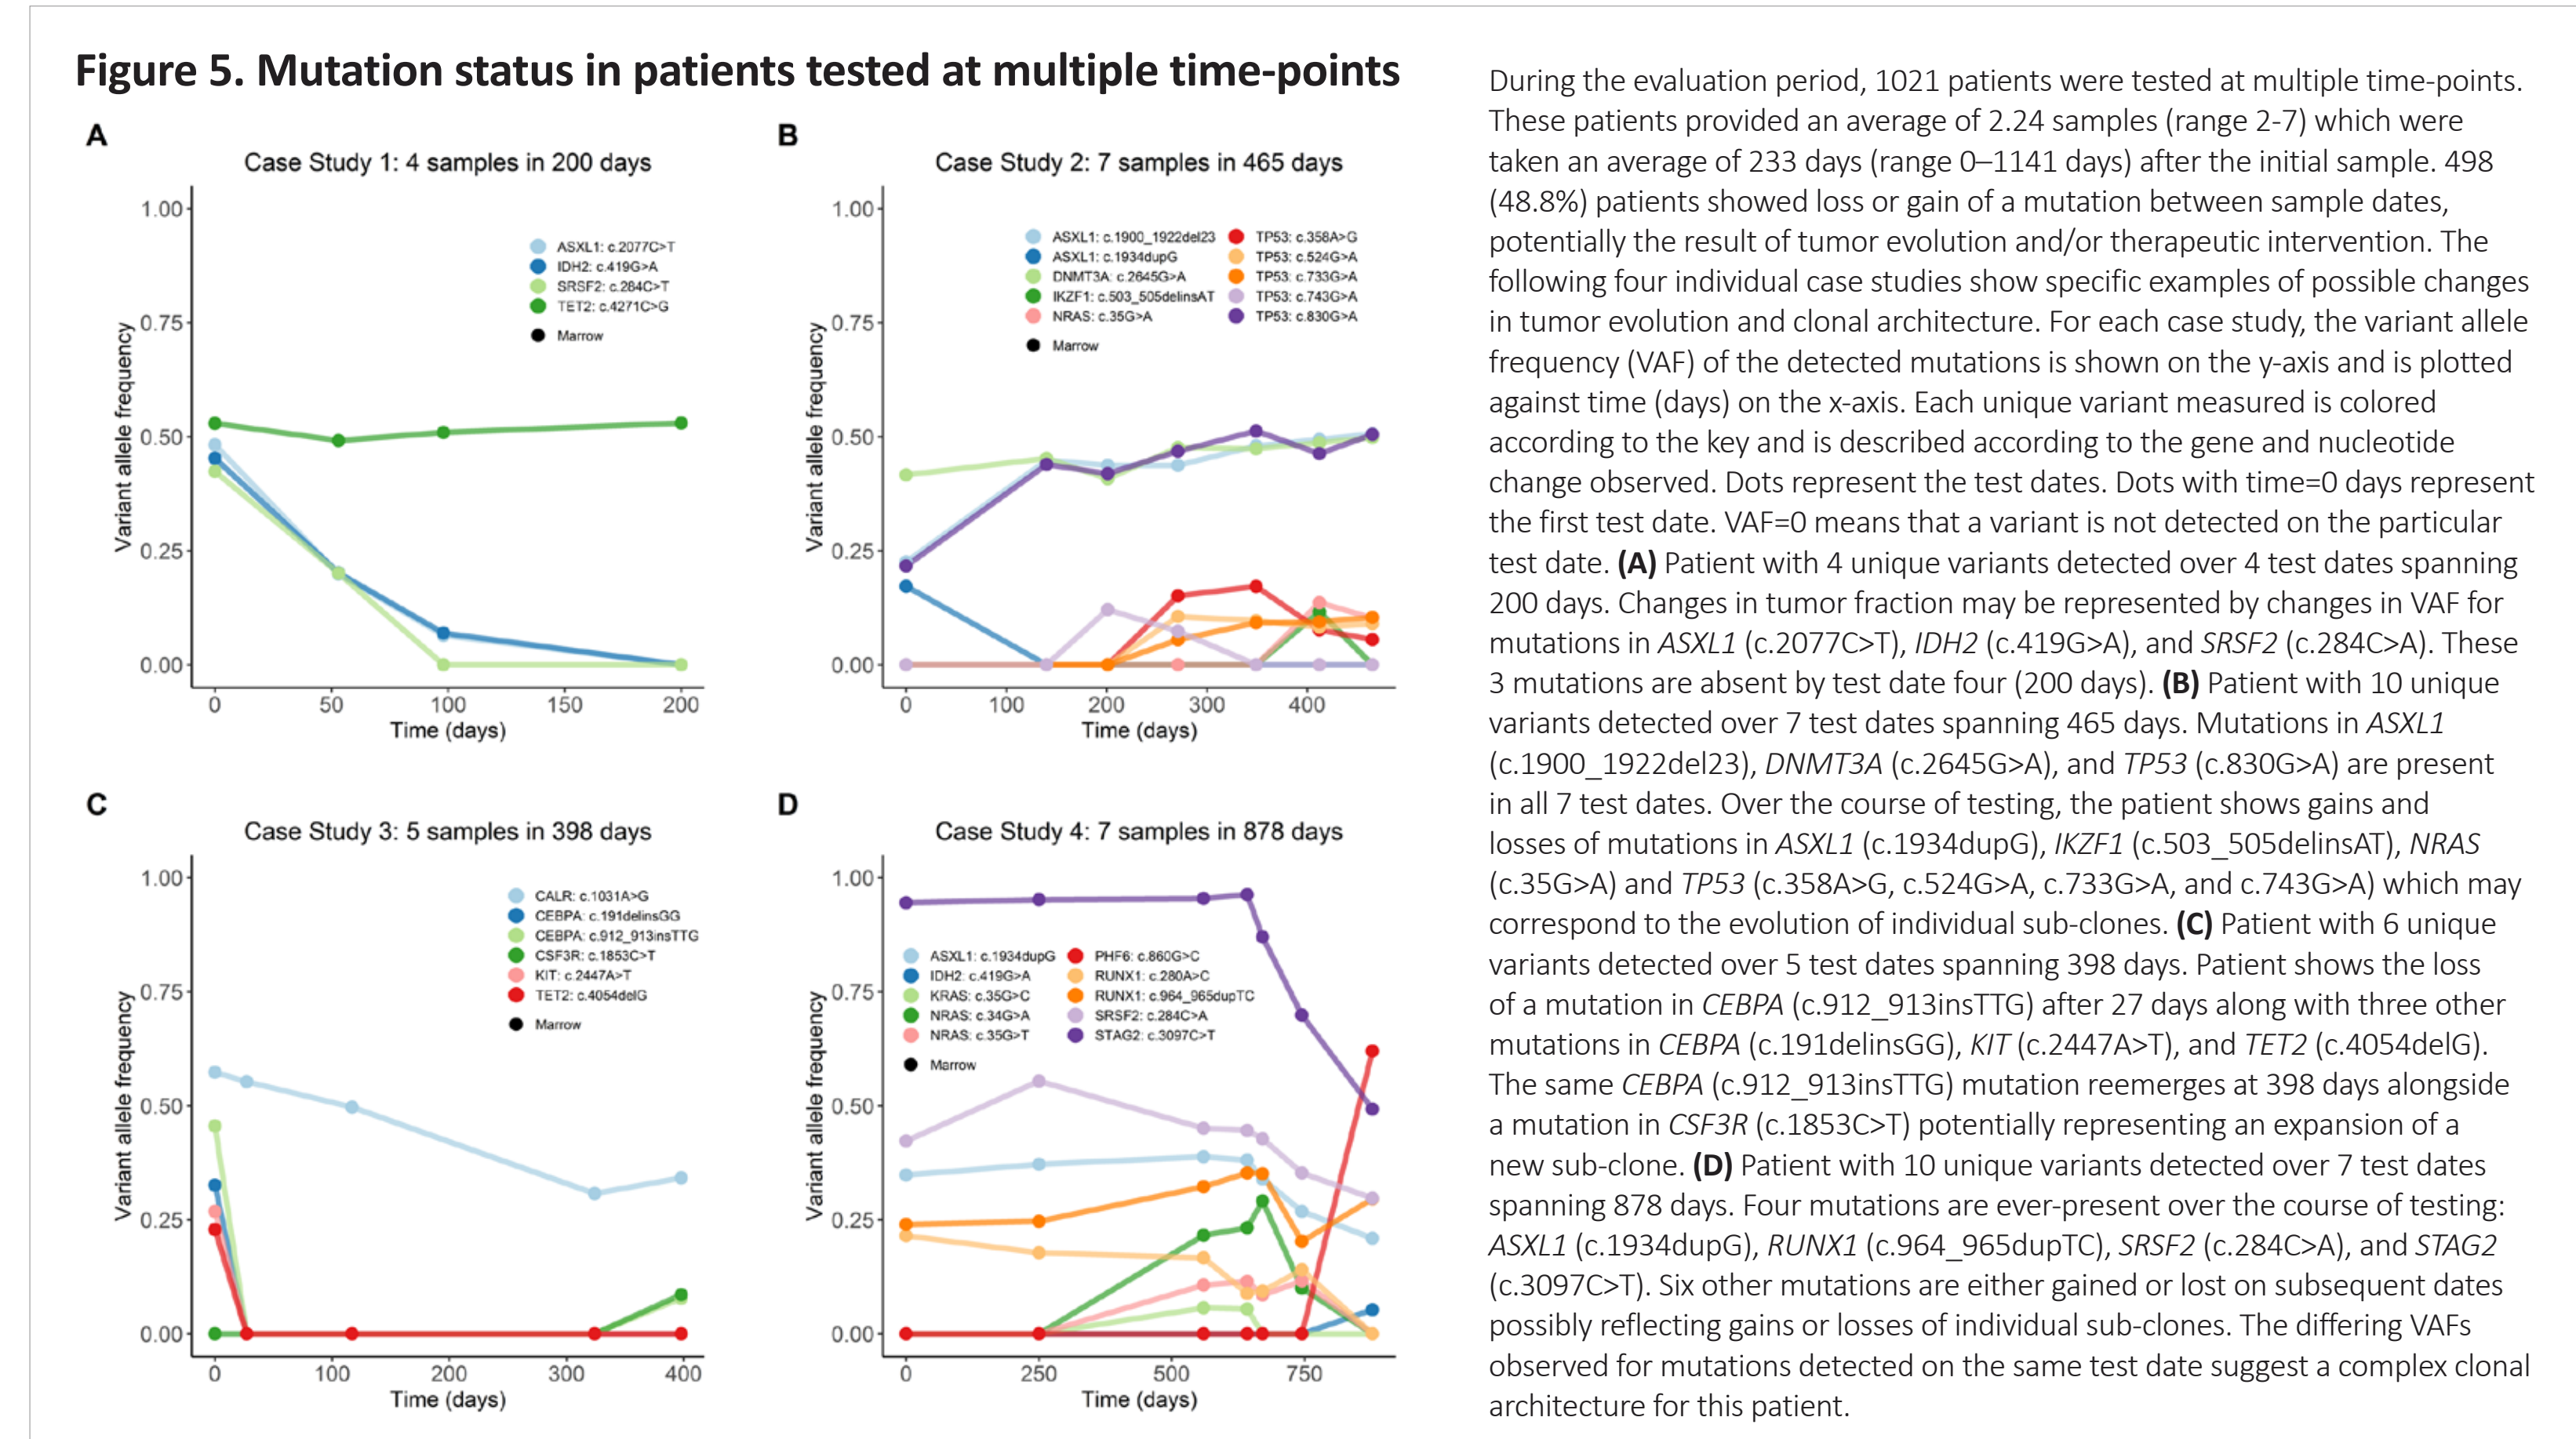 Figure 5. Mutation status in patients tested at multiple time-points
A
Case Study 1: 4 samples in 200 days
Variant allele frequency
1.00
0.75
0.50
0.25
0.00
ASXL1: c.2077C>T
IDH2: c.419G>A
SRSF2: c.284C>T
TET2: c.4271C>G
Marrow
0 50 100 150 200
Time (days)
B
Case Study 2: 7 samples in 465 days
Variant allele frequency
1.00
0.75
0.50
0.25
0.00
ASXL1: c.1900_1922del23
ASXL1: c.1934dupG
DNMT3A: c.2645G>A
IKZF1: c.503_505delinsAT
NRAS: c.35G>A
TP53: c.358A>G
TP53: c.524G>A
TP53: c.733G>A
TP53: c.743G>A
TP53: c.830G>A
Marrow
0 100 200 300 400
Time (days)
C
Case Study 3: 5 samples in 398 days
Variant allele frequency
1.00
0.75
0.50
0.25
0.00
CALR: c.1031A>G
CEBPA: c.191delinsGG
CEBPA: c.912_913insTTG
CSF3R: c.1853C>T
KIT: c.2447A>T
TET2: c.4054delG
Marrow
0 100 200 300 400
Time (days)
D
Case Study 4: 7 samples in 878 days
Variant allele frequency
1.00
0.75
0.50
0.25
0.00
ASXL1: c.1934dupG
IDH2: c.419G>A
KRAS: c.35G>C
NRAS: c.34G>A
NRAS: c.35G>T
PHF6: c.860G>C
RUNX1: c.280A>C
RUNX1: c.964_965dupTC
SRSF2: c.284C>A
STAG2: c.3097C>T
Marrow
0 250 500 750
Time (days)
During the evaluation period, 1021 patients were tested at multiple time-points.
These patients provided an average of 2.24 samples (range 2-7) which were
taken an average of 233 days (range 0–1141 days) after the initial sample. 498
(48.8%) patients showed loss or gain of a mutation between sample dates,
potentially the result of tumor evolution and/or therapeutic intervention. The
following four individual case studies show specific examples of possible changes
in tumor evolution and clonal architecture. For each case study, the variant allele
frequency (VAF) of the detected mutations is shown on the y-axis and is plotted
against time (days) on the x-axis. Each unique variant measured is colored
according to the key and is described according to the gene and nucleotide
change observed. Dots represent the test dates. Dots with time=0 days represent
the first test date. VAF=0 means that a variant is not detected on the particular
test date. (A) Patient with 4 unique variants detected over 4 test dates spanning
200 days. Changes in tumor fraction may be represented by changes in VAF for
mutations in ASXL1 (c.2077C>T), IDH2 (c.419G>A), and SRSF2 (c.284C>A). These
3 mutations are absent by test date four (200 days). (B) Patient with 10 unique
variants detected over 7 test dates spanning 465 days. Mutations in ASXL1
(c.1900_1922del23), DNMT3A (c.2645G>A), and TP53 (c.830G>A) are present
in all 7 test dates. Over the course of testing, the patient shows gains and
losses of mutations in ASXL1 (c.1934dupG), IKZF1 (c.503_505delinsAT), NRAS
(c.35G>A) and TP53 (c.358A>G, c.524G>A, c.733G>A, and c.743G>A) which may
correspond to the evolution of individual sub-clones. (C) Patient with 6 unique
variants detected over 5 test dates spanning 398 days. Patient shows the loss
of a mutation in CEBPA (c.912_913insTTG) after 27 days along with three other
mutations in CEBPA (c.191delinsGG), KIT (c.2447A>T), and TET2 (c.4054delG).
The same CEBPA (c.912_913insTTG) mutation reemerges at 398 days alongside
a mutation in CSF3R (c.1853C>T) potentially representing an expansion of a
new sub-clone. (D) Patient with 10 unique variants detected over 7 test dates
spanning 878 days. Four mutations are ever-present over the course of testing:
ASXL1 (c.1934dupG), RUNX1 (c.964_965dupTC), SRSF2 (c.284C>A), and STAG2
(c.3097C>T). Six other mutations are either gained or lost on subsequent dates
possibly reflecting gains or losses of individual sub-clones. The differing VAFs
observed for mutations detected on the same test date suggest a complex clonal
architecture for this patient.